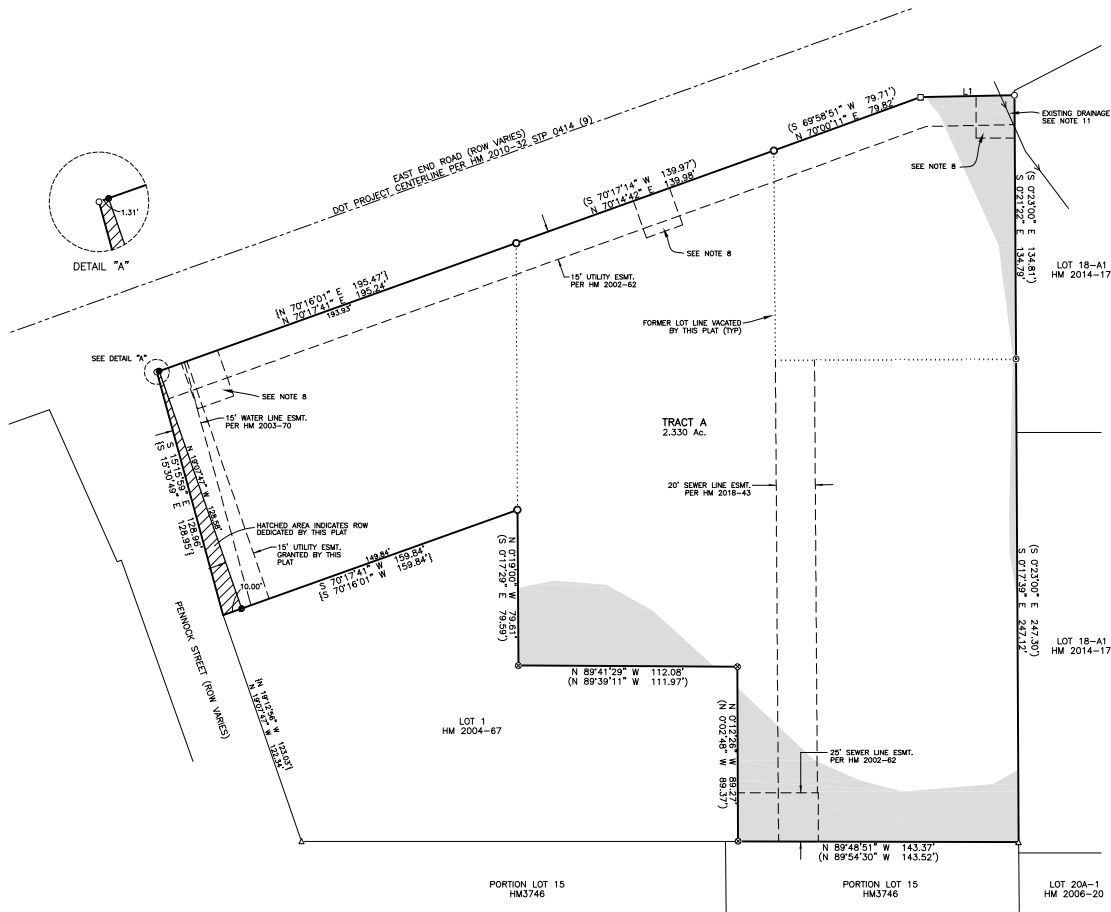 EAST END ROAD (ROW VARIES)
DOT PROJECT CENTERLINE PER HM 2010-32 STP 0414 (9)
(S 69°58'51" W 79.71')
N 70°00'11" E 79.82'
L1
EXISTING DRAINAGE
SEE NOTE 11
SEE NOTE 8
(S 0°23'00" E 134.81')
S 0°21'22" E 134.79'
LOT 18-A1
HM 2014-17
1.31'
DETAIL "A"
(S 70°17'14" W 139.97')
N 70°14'42" E 139.98'
SEE NOTE 8
15' UTILITY ESMT.
PER HM 2002-62
{N 70°16'01" E 195.47'}
N 70°17'41" E 195.24'
193.93'
FORMER LOT LINE VACATED
BY THIS PLAT (TYP)
SEE DETAIL "A"
SEE NOTE 8
15' WATER LINE ESMT.
PER HM 2003-70
TRACT A
2.330 Ac.
N 19°07'47" W 128.58'
S 15°15'59" E 128.96'
{S 15°30'49" E 128.95'}
20' SEWER LINE ESMT.
PER HM 2018-43
HATCHED AREA INDICATES ROW
DEDICATED BY THIS PLAT
15' UTILITY ESMT.
GRANTED BY THIS
PLAT
10.00'
149.84'
S 70°17'41" W 159.84'
{S 70°16'01" W 159.84'}
N 0°19'00" W 79.61'
(S 0°17'29" E 79.59')
(S 0°23'00" E 247.30')
S 0°17'39" E 247.12'
LOT 18-A1
HM 2014-17
PENNOCK STREET (ROW VARIES)
N 89°41'29" W 112.08'
(N 89°39'11" W 111.97')
{N 19°12'56" W 123.03'}
N 19°07'47" W 122.34'
LOT 1
HM 2004-67
N 0°12'26" W 89.27'
(N 0°02'48" W 89.37')
25' SEWER LINE ESMT.
PER HM 2002-62
N 89°48'51" W 143.37'
(N 89°54'30" W 143.52')
PORTION LOT 15
HM3746
PORTION LOT 15
HM3746
LOT 20A-1
HM 2006-20